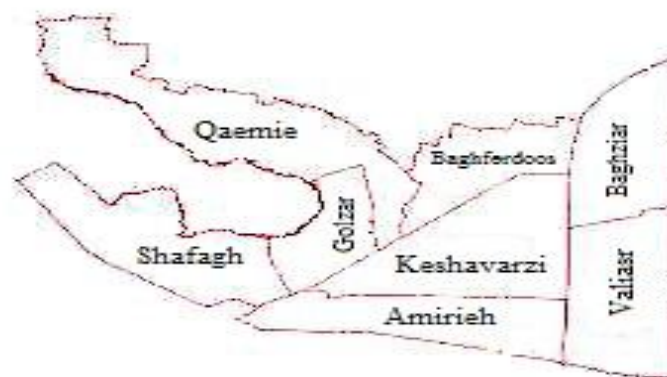 Qaemie
Baghferdoos
Baghziar
Golzar
Shafagh
Keshavarzi
Valiasr
Amirieh